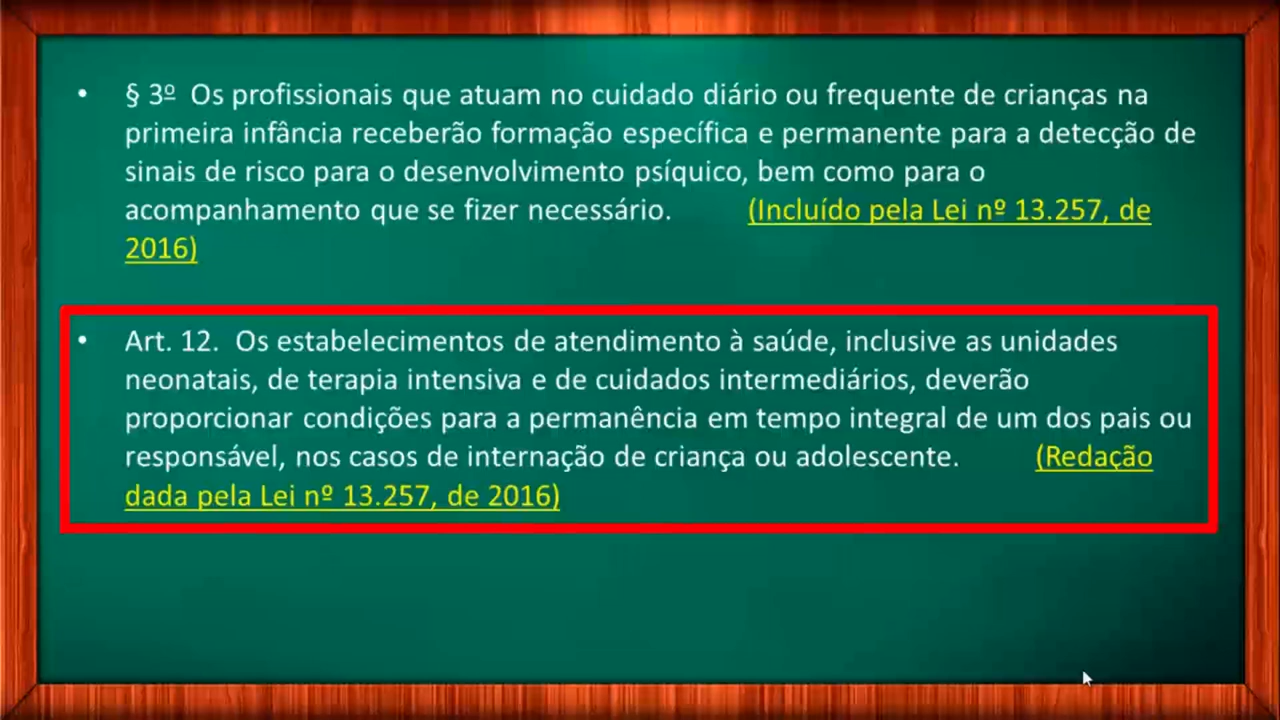 • § 3º Os profissionais que atuam no cuidado diário ou frequente de crianças na
primeira infância receberão formação específica e permanente para a detecção de
sinais de risco para o desenvolvimento psíquico, bem como para o
acompanhamento que se fizer necessário. (Incluído pela Lei nº 13.257, de
2016)
• Art. 12. Os estabelecimentos de atendimento à saúde, inclusive as unidades
neonatais, de terapia intensiva e de cuidados intermediários, deverão
proporcionar condições para a permanência em tempo integral de um dos pais ou
responsável, nos casos de internação de criança ou adolescente. (Redação
dada pela Lei nº 13.257, de 2016)